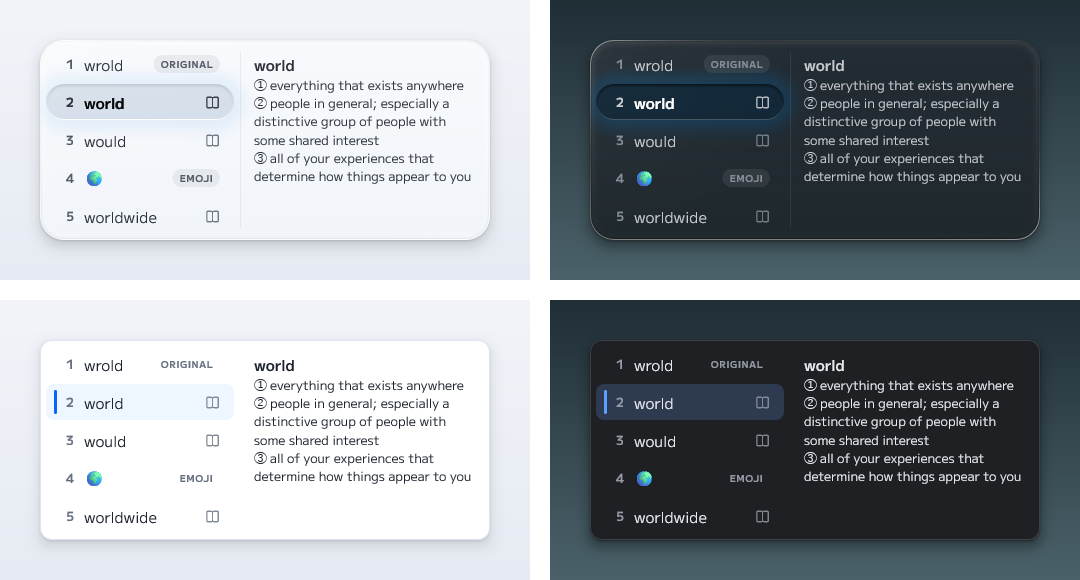 1 wrold ORIGINAL
2 world
3 would
4 🌎 EMOJI
5 worldwide
world
① everything that exists anywhere
② people in general; especially a
distinctive group of people with
some shared interest
③ all of your experiences that
determine how things appear to you
1 wrold ORIGINAL
2 world
3 would
4 🌎 EMOJI
5 worldwide
world
① everything that exists anywhere
② people in general; especially a
distinctive group of people with
some shared interest
③ all of your experiences that
determine how things appear to you
1 wrold ORIGINAL
2 world
3 would
4 🌎 EMOJI
5 worldwide
world
① everything that exists anywhere
② people in general; especially a
distinctive group of people with
some shared interest
③ all of your experiences that
determine how things appear to you
1 wrold ORIGINAL
2 world
3 would
4 🌎 EMOJI
5 worldwide
world
① everything that exists anywhere
② people in general; especially a
distinctive group of people with
some shared interest
③ all of your experiences that
determine how things appear to you